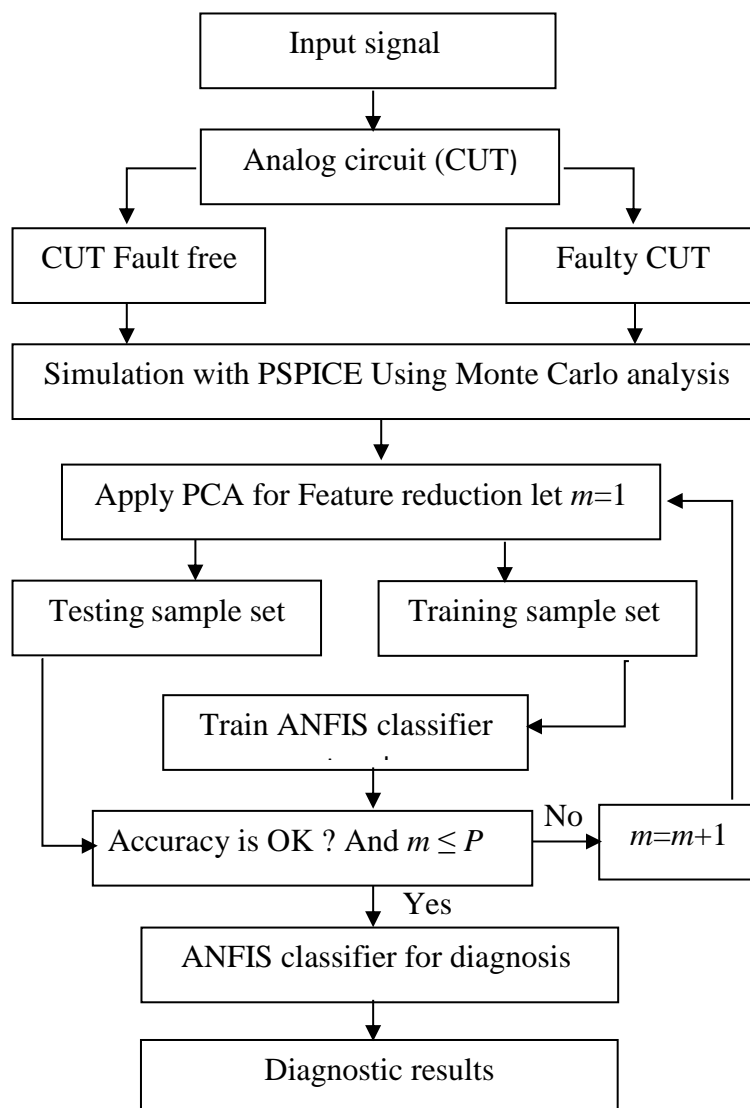 Input signal
Analog circuit (CUT)
CUT Fault free
Faulty CUT
Simulation with PSPICE Using Monte Carlo analysis
Apply PCA for Feature reduction let m=1
Testing sample set
Training sample set
Train ANFIS classifier
Accuracy is OK ? And m ≤ P
No
m=m+1
Yes
ANFIS classifier for diagnosis
Diagnostic results